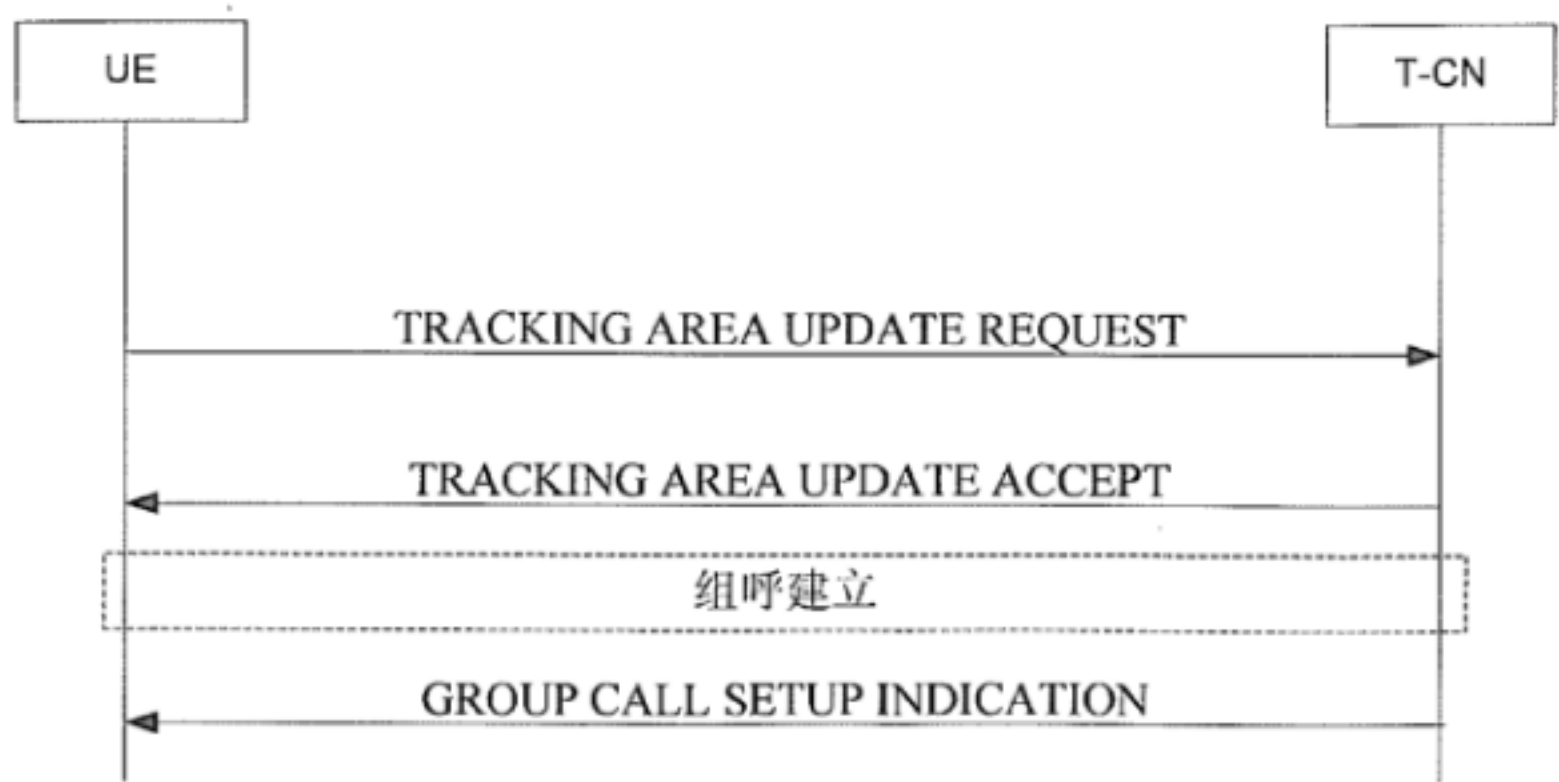 UE
T-CN
TRACKING AREA UPDATE REQUEST
TRACKING AREA UPDATE ACCEPT
组呼建立
GROUP CALL SETUP INDICATION